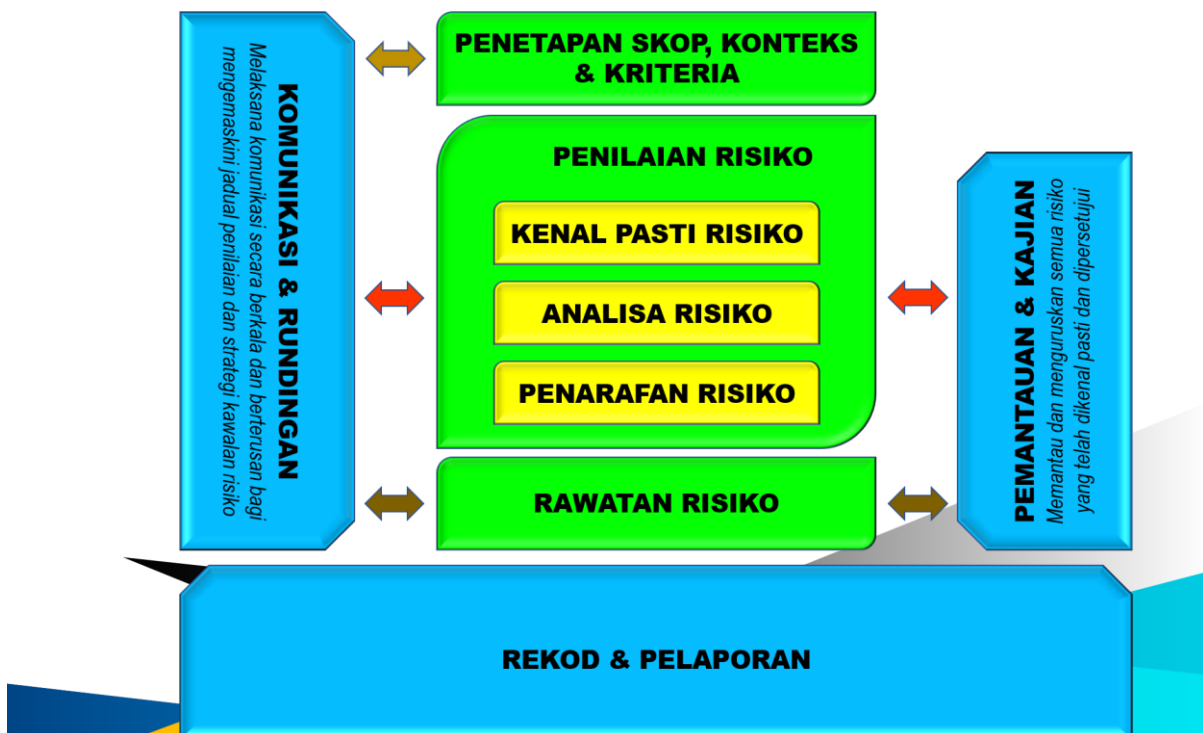 KOMUNIKASI & RUNDINGAN
Melaksana komunikasi secara berkala dan berterusan bagi
mengemaskini jadual penilaian dan strategi kawalan risiko
PENETAPAN SKOP, KONTEKS
& KRITERIA
PENILAIAN RISIKO
KENAL PASTI RISIKO
ANALISA RISIKO
PENARAFAN RISIKO
RAWATAN RISIKO
PEMANTAUAN & KAJIAN
Memantau dan menguruskan semua risiko
yang telah dikenal pasti dan dipersetujui
REKOD & PELAPORAN